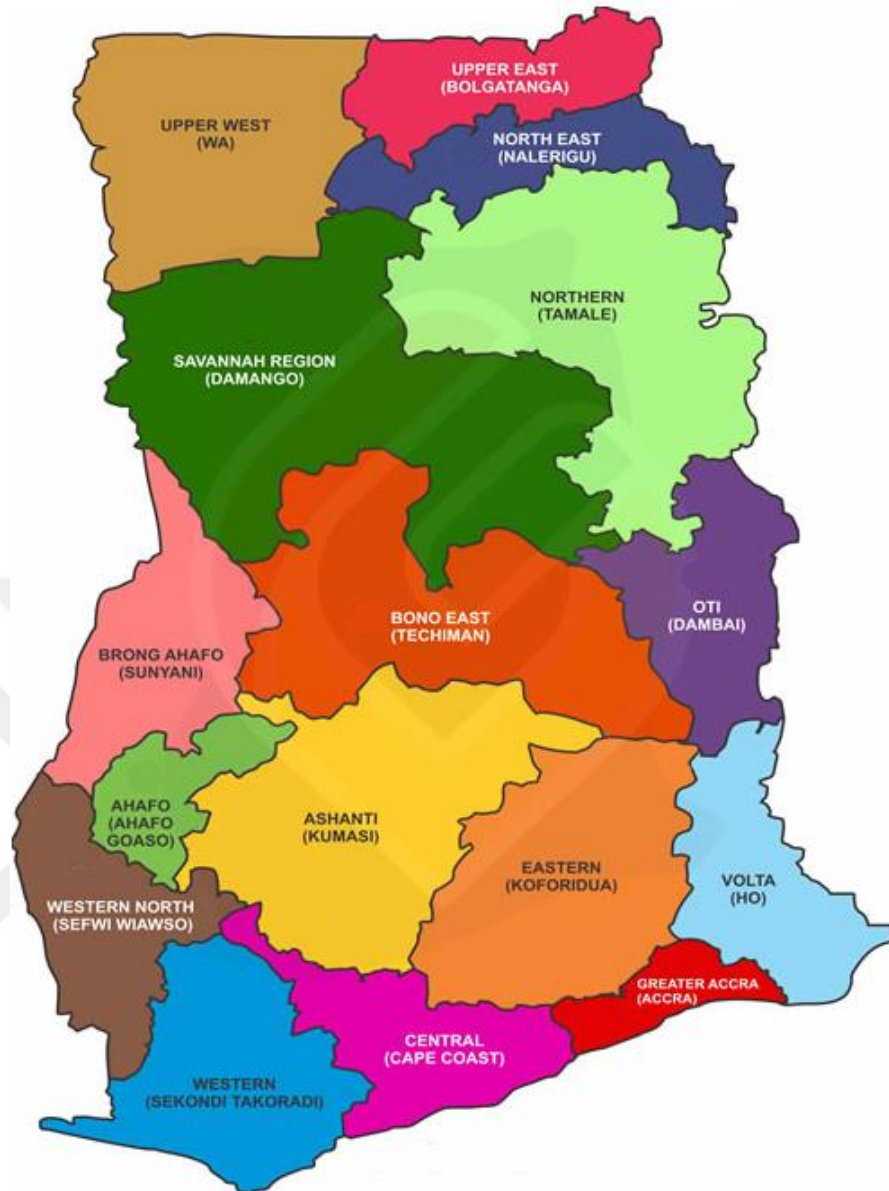 UPPER EAST
(BOLGATANGA)
UPPER WEST
(WA)
NORTH EAST
(NALERIGU)
NORTHERN
(TAMALE)
SAVANNAH REGION
(DAMANGO)
OTI
(DAMBAI)
BONO EAST
(TECHIMAN)
BRONG AHAFO
(SUNYANI)
AHAFO
(AHAFO
GOASO)
ASHANTI
(KUMASI)
EASTERN
(KOFORIDUA)
VOLTA
(HO)
WESTERN NORTH
(SEFWI WIAWSO)
GREATER ACCRA
(ACCRA)
CENTRAL
(CAPE COAST)
WESTERN
(SEKONDI TAKORADI)